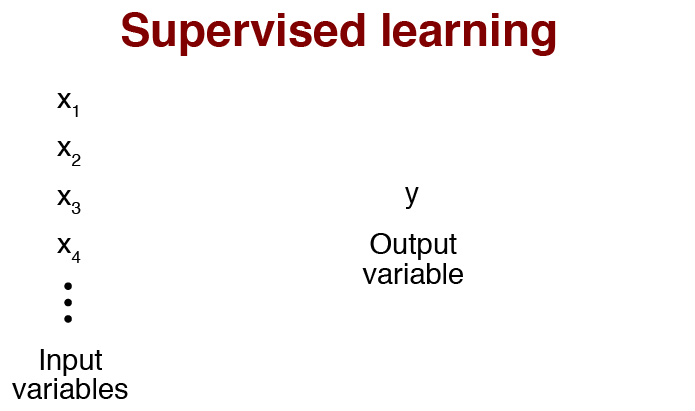 Supervised learning
x₁
x₂
x₃
x₄
⋮
Input
variables
y
Output
variable